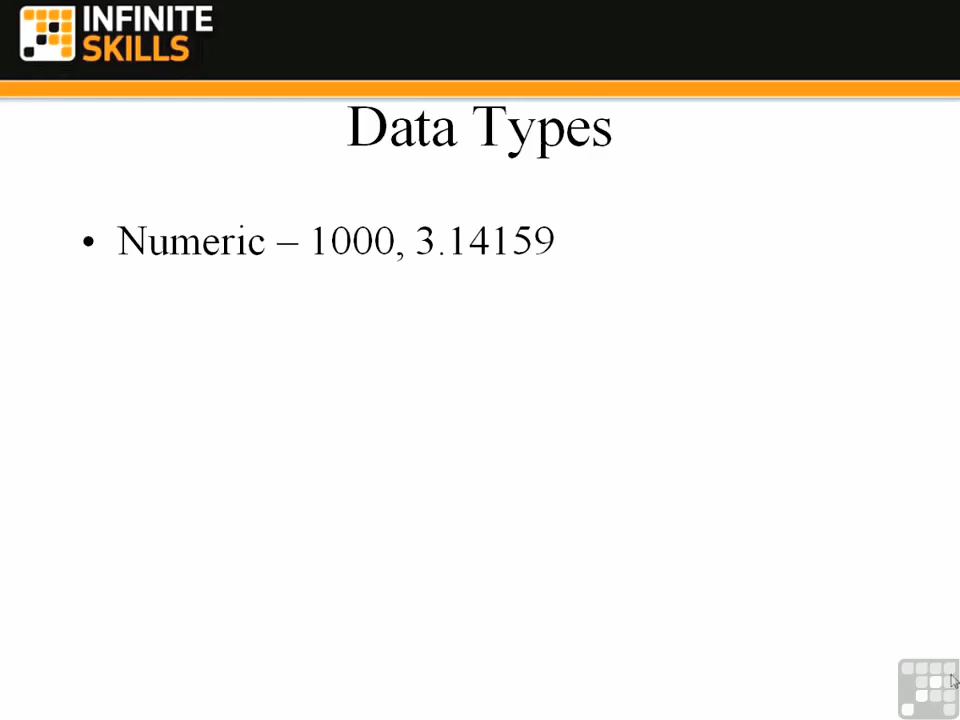 INFINITE
SKILLS
Data Types
• Numeric – 1000, 3.14159